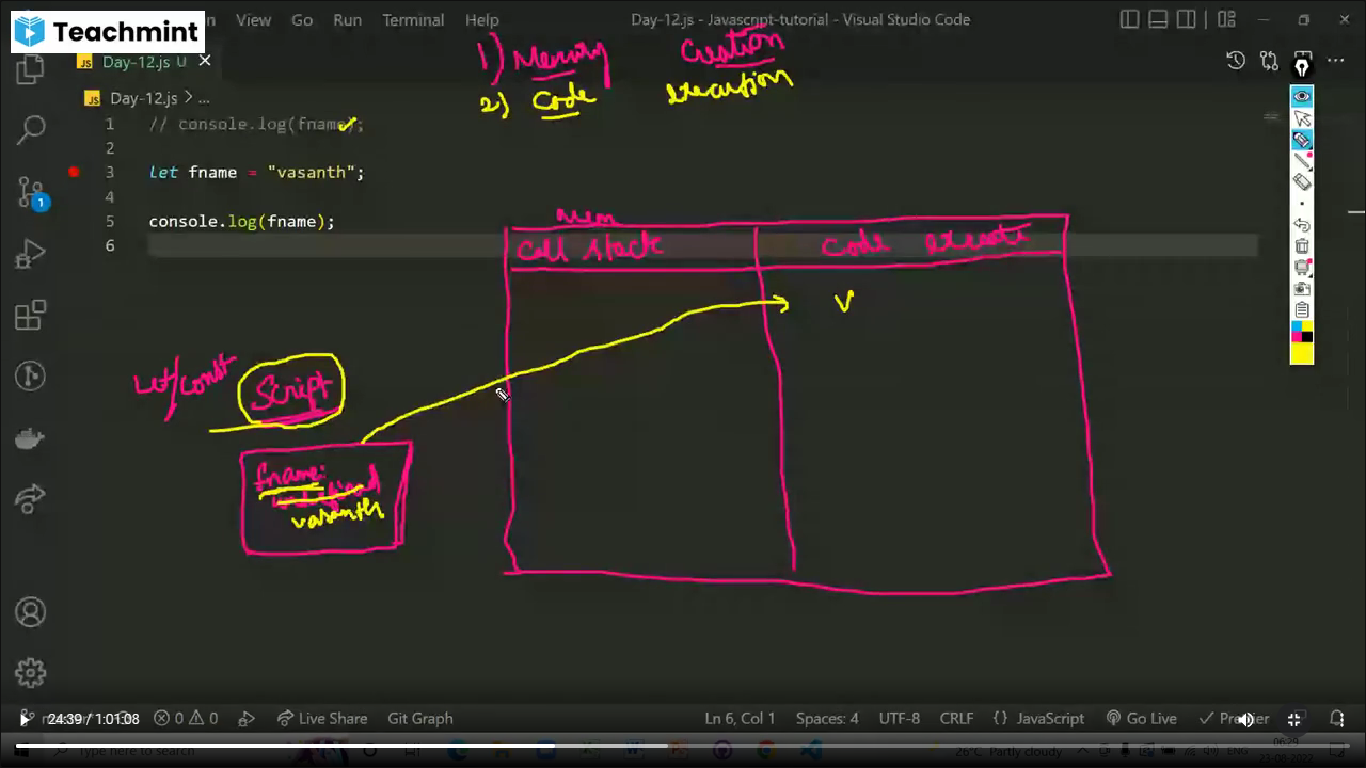 Teachmint
View Go Run Terminal Help
Day-12.js - Javascript-tutorial - Visual Studio Code
JS Day-12.js U
JS Day-12.js > ...
1) Memory Creation
2) Code execution
1 // console.log(fname);
2
3 let fname = "vasanth";
4
5 console.log(fname);
6
1
mem
Call stack
Code
Let/Const
Script
V
fname:
vasanth
24:39 / 1:01:08
0 0 Live Share Git Graph
Ln 6, Col 1 Spaces: 4 UTF-8 CRLF {} JavaScript Go Live
Type here to search
26°C Partly cloudy ENG